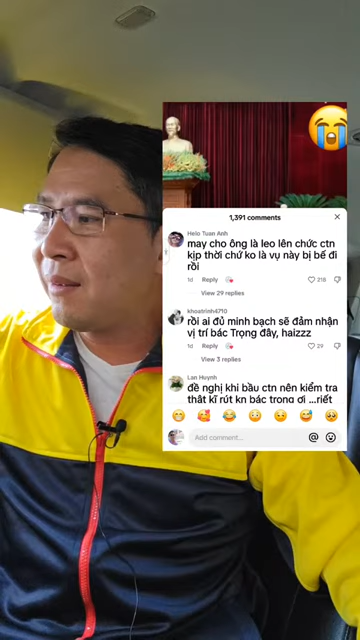 1,391 comments
Helo Tuan Anh
may cho ông là leo lên chức ctn
kịp thời chứ ko là vụ này bị bế đi
rồi
1d Reply 218
View 29 replies
khoatrinh4710
rồi ai đủ minh bạch sẽ đảm nhận
vị trí bác Trọng đây, haizzz
1d Reply 29
View 3 replies
Lan Huynh
đề nghị khi bầu ctn nên kiểm tra
thật kĩ rút kn bác trọng ơi ...riết
Add comment...